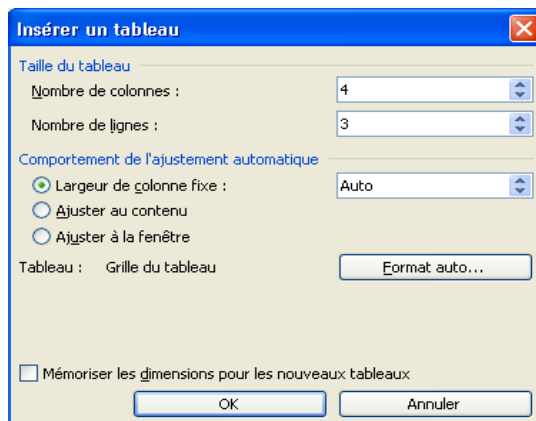 Insérer un tableau
Taille du tableau
Nombre de colonnes : 4
Nombre de lignes : 3
Comportement de l'ajustement automatique
Largeur de colonne fixe : Auto
Ajuster au contenu
Ajuster à la fenêtre
Tableau : Grille du tableau Format auto...
Mémoriser les dimensions pour les nouveaux tableaux
OK Annuler